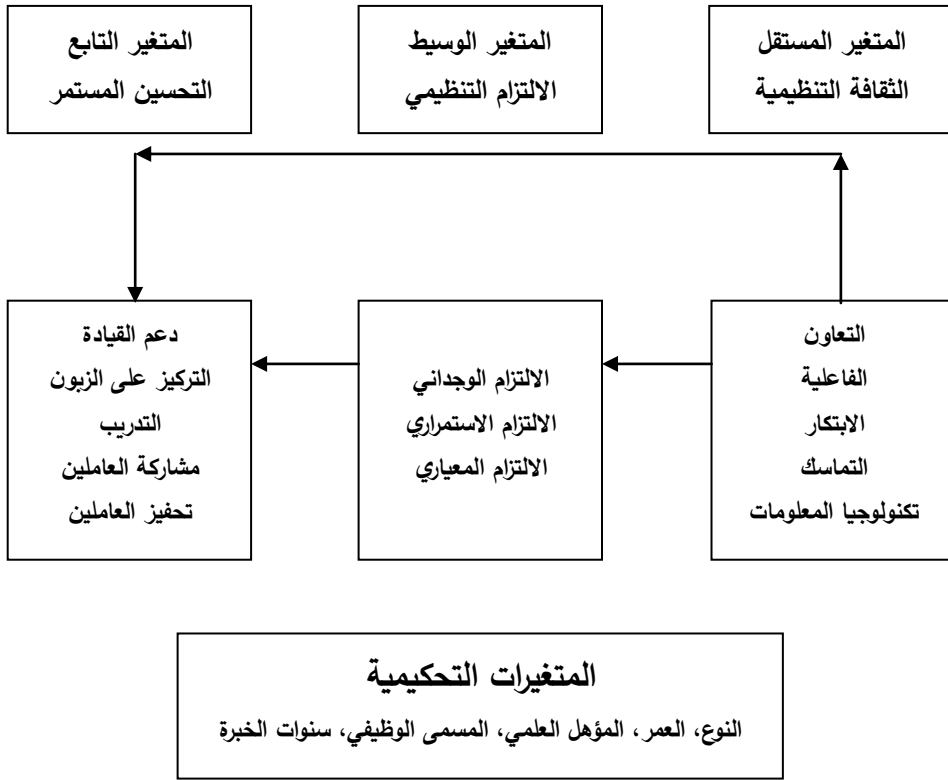 المتغير المستقل
الثقافة التنظيمية
المتغير الوسيط
الالتزام التنظيمي
المتغير التابع
التحسين المستمر
التعاون
الفاعلية
الابتكار
التماسك
تكنولوجيا المعلومات
الالتزام الوجداني
الالتزام الاستمراري
الالتزام المعياري
دعم القيادة
التركيز على الزبون
التدريب
مشاركة العاملين
تحفيز العاملين
المتغيرات التحكيمية
النوع، العمر، المؤهل العلمي، المسمى الوظيفي، سنوات الخبرة